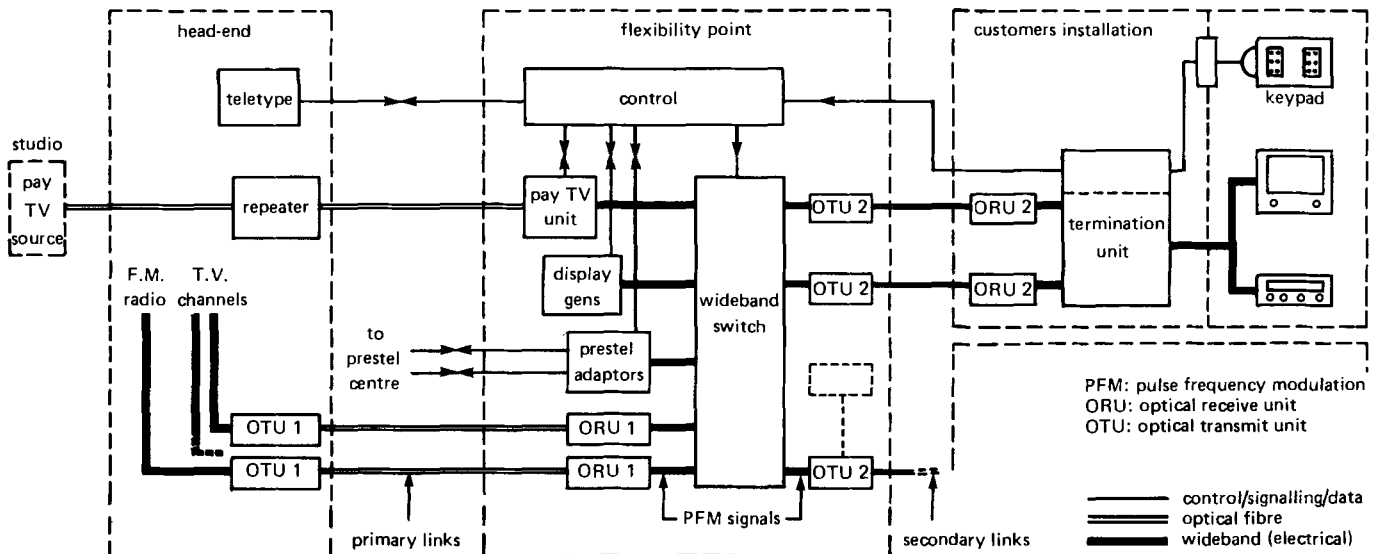 head-end
flexibility point
customers installation
teletype
control
keypad
studio
pay
TV
source
repeater
pay TV
unit
OTU 2
ORU 2
termination
unit
F.M.
radio
T.V.
channels
display
gens
wideband
switch
OTU 2
ORU 2
to
prestel
centre
prestel
adaptors
PFM: pulse frequency modulation
ORU: optical receive unit
OTU: optical transmit unit
OTU 1
ORU 1
OTU 1
ORU 1
OTU 2
primary links
PFM signals
secondary links
control/signalling/data
optical fibre
wideband (electrical)